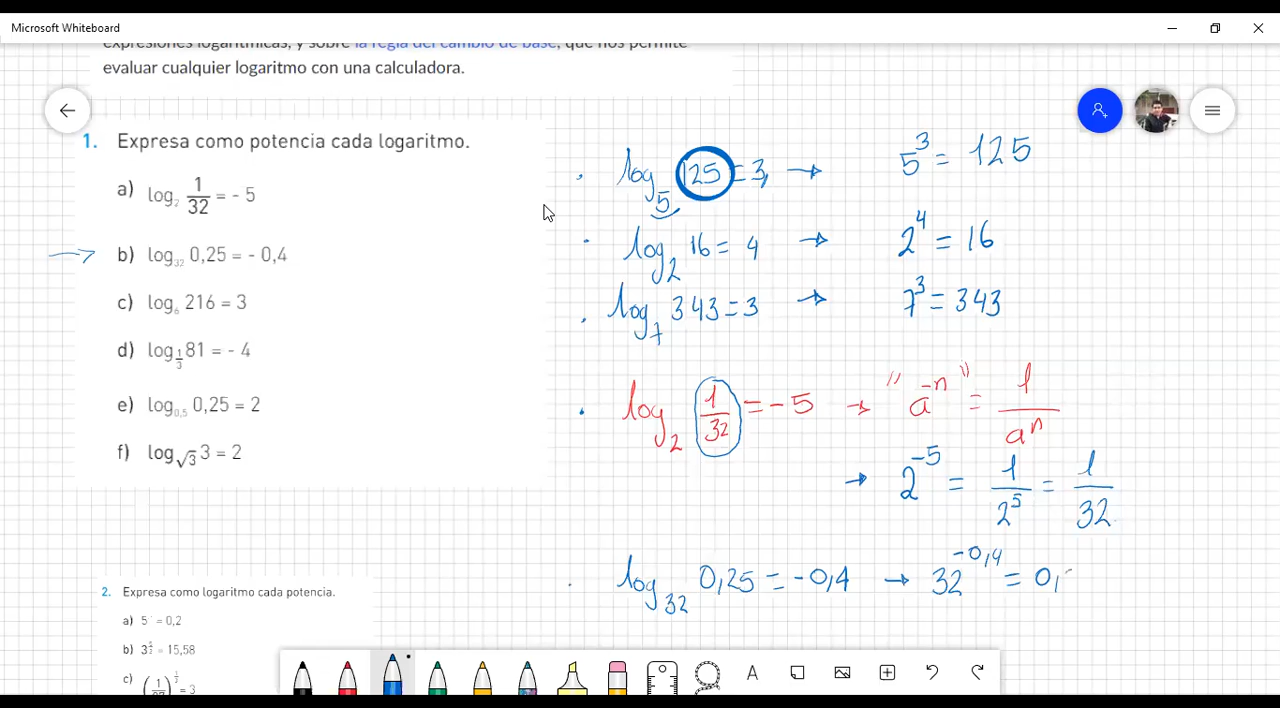 Microsoft Whiteboard
expresiones logarítmicas, y sobre la regla del cambio de base, que nos permite
evaluar cualquier logaritmo con una calculadora.
1. Expresa como potencia cada logaritmo.
a) log₂ 1/32 = - 5
b) log₃₂ 0,25 = - 0,4
c) log₆ 216 = 3
d) log_1/3 81 = - 4
e) log_0,5 0,25 = 2
f) log_√3 3 = 2
log₅ 125 = 3, → 5³ = 125
log₂ 16 = 4 → 2⁴ = 16
log₇ 343 = 3 → 7³ = 343
log₂ 1/32 = -5 → "a⁻ⁿ" = 1/aⁿ
→ 2⁻⁵ = 1/2⁵ = 1/32
log₃₂ 0,25 = -0,4 → 32^-0,4 = 0,
2. Expresa como logaritmo cada potencia.
a) 5 = 0,2
b) = 15,58
c) = 3
A